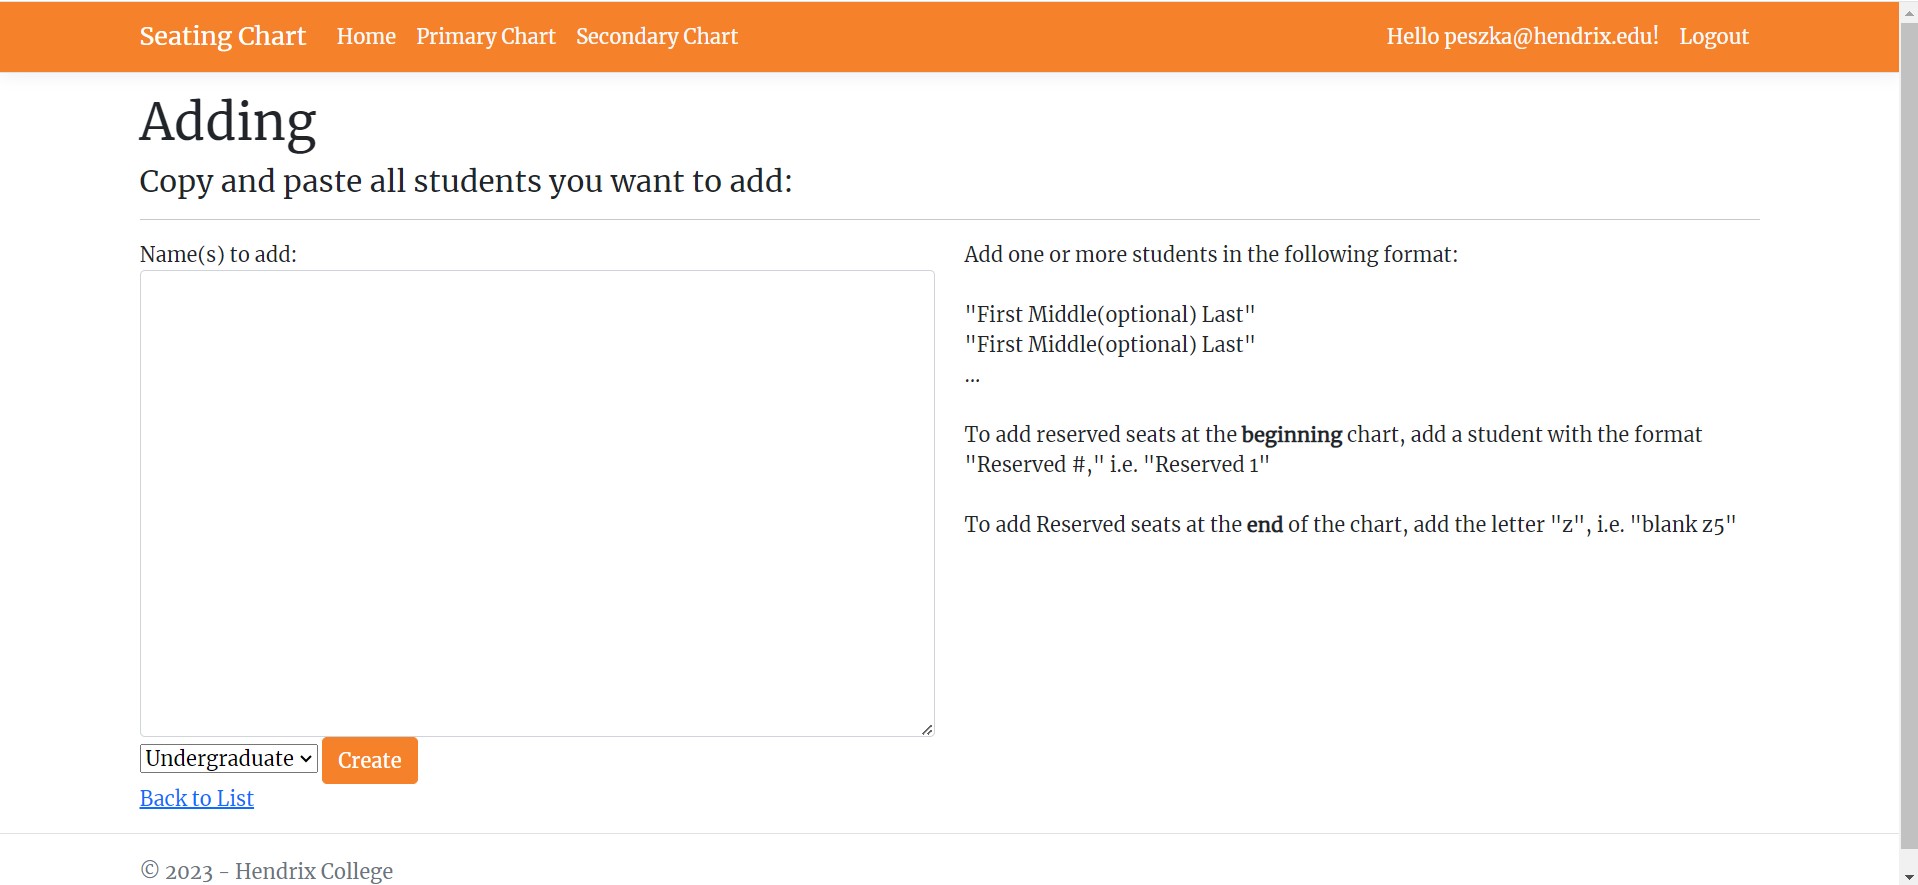 Seating Chart Home Primary Chart Secondary Chart Hello peszka@hendrix.edu! Logout
Adding
Copy and paste all students you want to add:
Name(s) to add:
Add one or more students in the following format:
"First Middle(optional) Last"
"First Middle(optional) Last"
...
To add reserved seats at the beginning chart, add a student with the format
"Reserved #," i.e. "Reserved 1"
To add Reserved seats at the end of the chart, add the letter "z", i.e. "blank z5"
Undergraduate Create
Back to List
© 2023 - Hendrix College